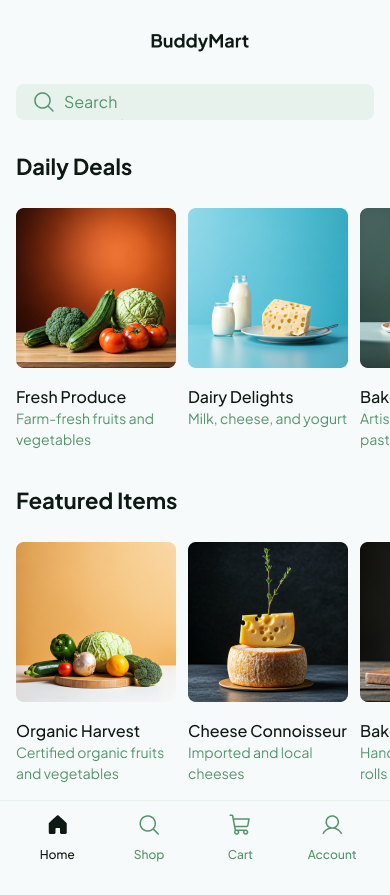 BuddyMart
Search
Daily Deals
Fresh Produce
Farm-fresh fruits and
vegetables
Dairy Delights
Milk, cheese, and yogurt
Bak
Artis
past
Featured Items
Organic Harvest
Certified organic fruits
and vegetables
Cheese Connoisseur
Imported and local
cheeses
Bak
Hand
rolls
Home
Shop
Cart
Account